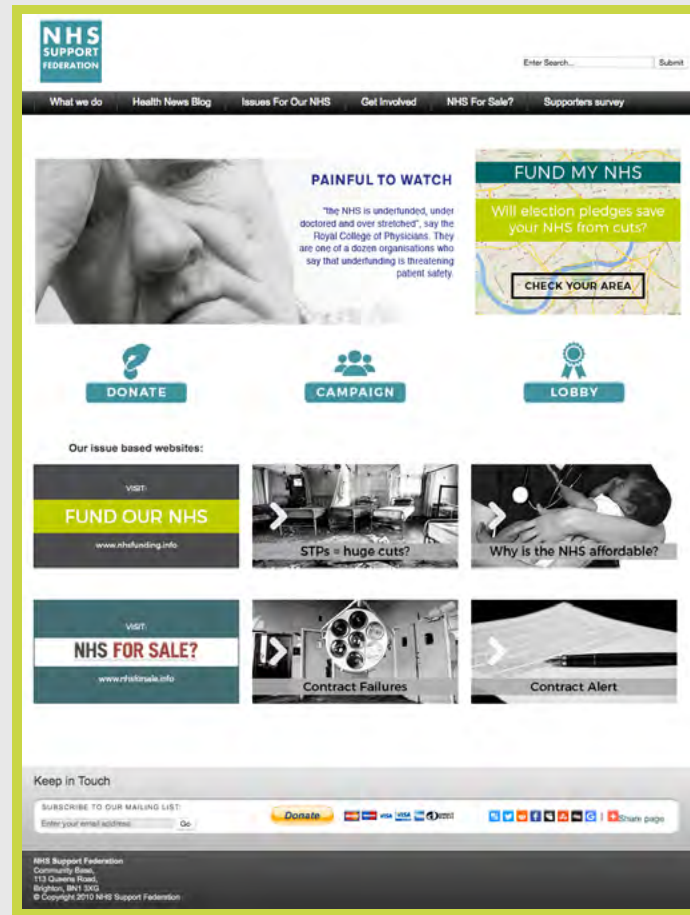 NHS
SUPPORT
FEDERATION
Enter Search...
Submit
What we do
Health News Blog
Issues For Our NHS
Get Involved
NHS For Sale?
Supporters survey
PAINFUL TO WATCH
"the NHS is underfunded, under
doctored and over stretched", say the
Royal College of Physicians. They
are one of a dozen organisations who
say that underfunding is threatening
patient safety.
FUND MY NHS
Will election pledges save
your NHS from cuts?
CHECK YOUR AREA
DONATE
CAMPAIGN
LOBBY
Our issue based websites:
VISIT:
FUND OUR NHS
www.nhsfunding.info
STPs = huge cuts?
Why is the NHS affordable?
VISIT:
NHS FOR SALE?
www.nhsforsale.info
Contract Failures
Contract Alert
Keep in Touch
SUBSCRIBE TO OUR MAILING LIST:
Enter your email address
Go
Donate
VISA
VISA
Share page
NHS Support Federation
Community Base,
113 Queens Road,
Brighton, BN1 3XG
© Copyright 2010 NHS Support Federation